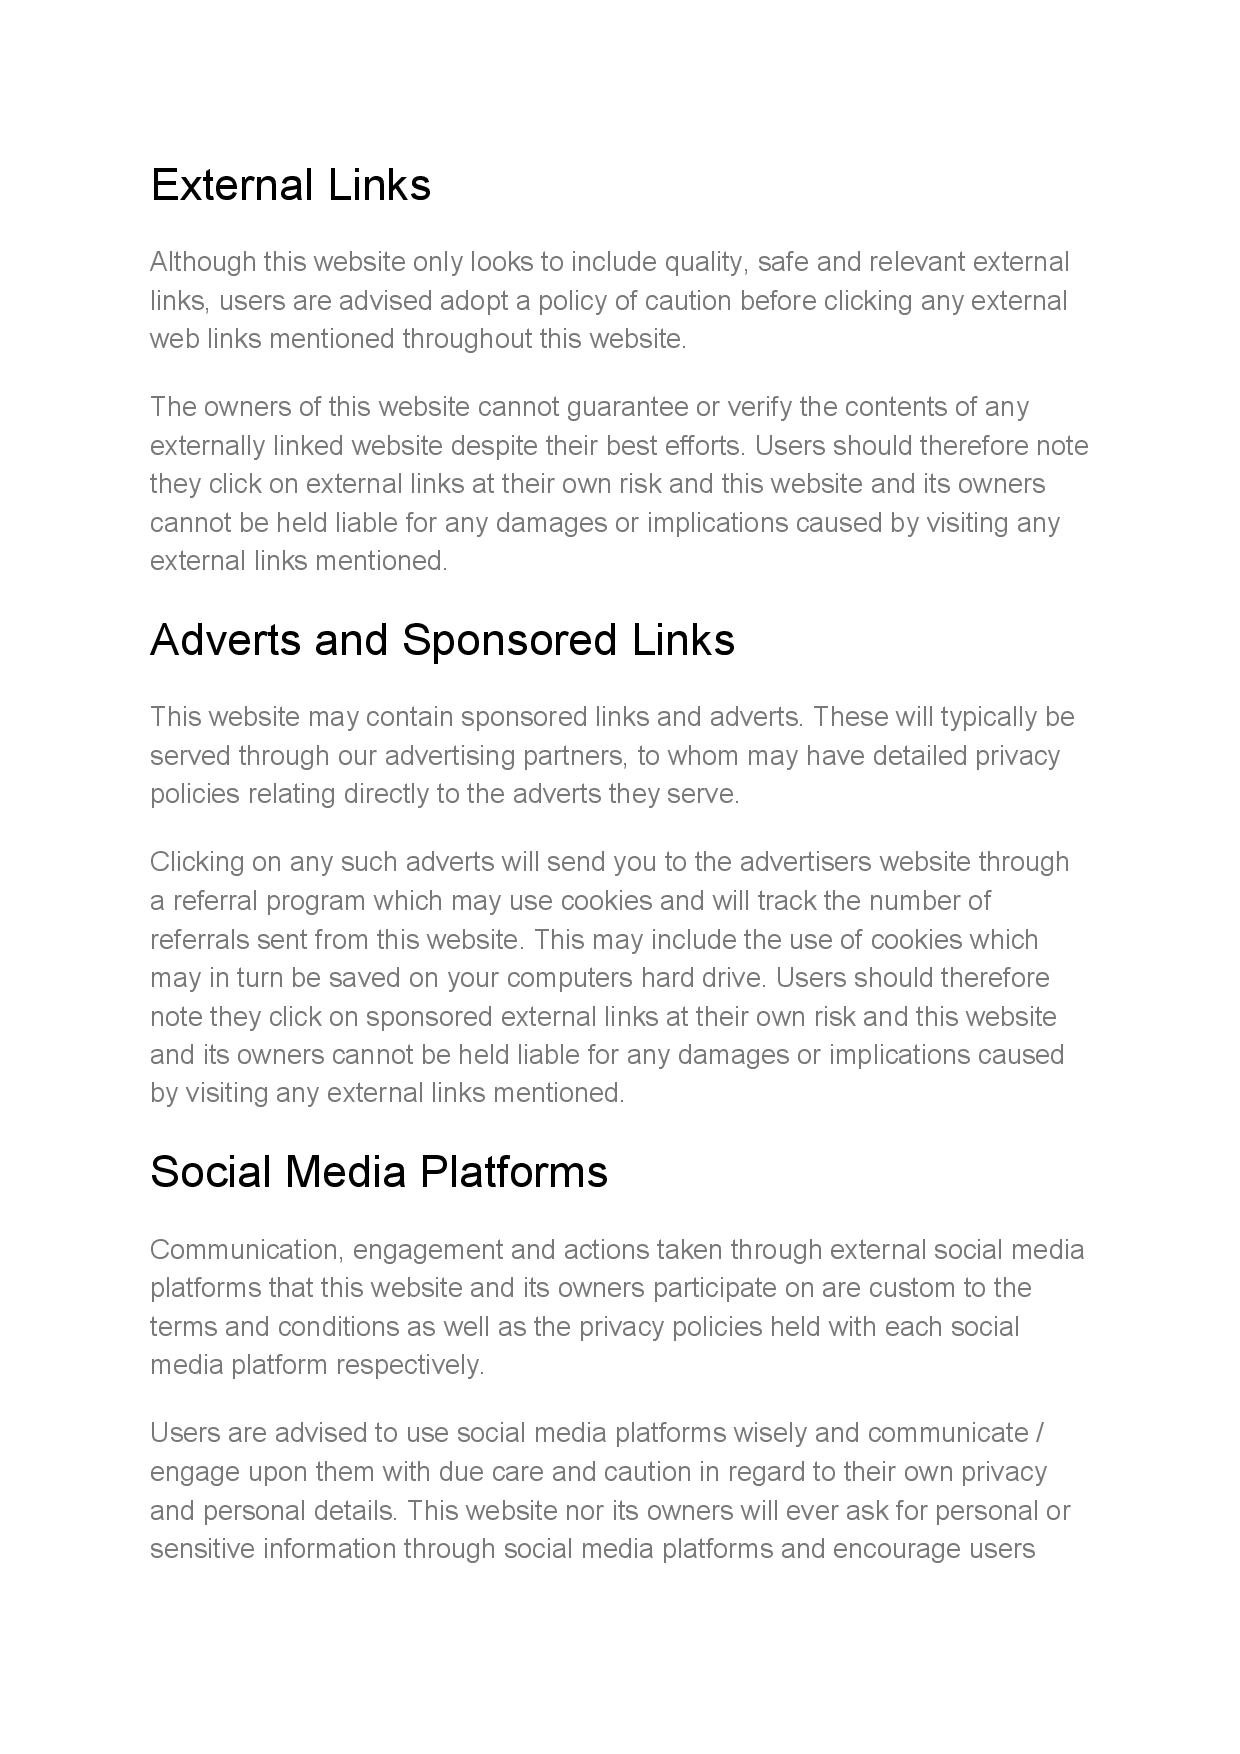 External Links
Although this website only looks to include quality, safe and relevant external
links, users are advised adopt a policy of caution before clicking any external
web links mentioned throughout this website.
The owners of this website cannot guarantee or verify the contents of any
externally linked website despite their best efforts. Users should therefore note
they click on external links at their own risk and this website and its owners
cannot be held liable for any damages or implications caused by visiting any
external links mentioned.
Adverts and Sponsored Links
This website may contain sponsored links and adverts. These will typically be
served through our advertising partners, to whom may have detailed privacy
policies relating directly to the adverts they serve.
Clicking on any such adverts will send you to the advertisers website through
a referral program which may use cookies and will track the number of
referrals sent from this website. This may include the use of cookies which
may in turn be saved on your computers hard drive. Users should therefore
note they click on sponsored external links at their own risk and this website
and its owners cannot be held liable for any damages or implications caused
by visiting any external links mentioned.
Social Media Platforms
Communication, engagement and actions taken through external social media
platforms that this website and its owners participate on are custom to the
terms and conditions as well as the privacy policies held with each social
media platform respectively.
Users are advised to use social media platforms wisely and communicate /
engage upon them with due care and caution in regard to their own privacy
and personal details. This website nor its owners will ever ask for personal or
sensitive information through social media platforms and encourage users